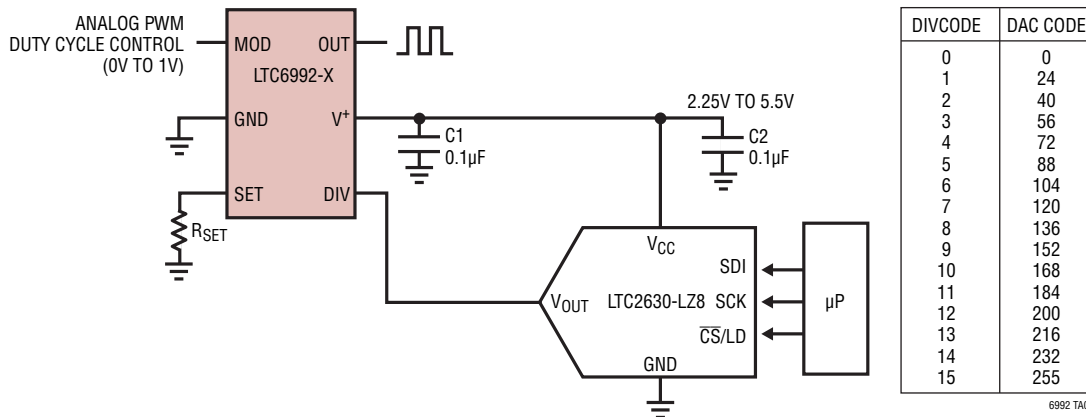 ANALOG PWM
DUTY CYCLE CONTROL
(0V TO 1V)
MOD
OUT
LTC6992-X
GND
V+
SET
DIV
RSET
C1
0.1µF
2.25V TO 5.5V
C2
0.1µF
VCC
SDI
VOUT
LTC2630-LZ8
SCK
CS/LD
GND
µP
DIVCODE DAC CODE
0 0
1 24
2 40
3 56
4 72
5 88
6 104
7 120
8 136
9 152
10 168
11 184
12 200
13 216
14 232
15 255